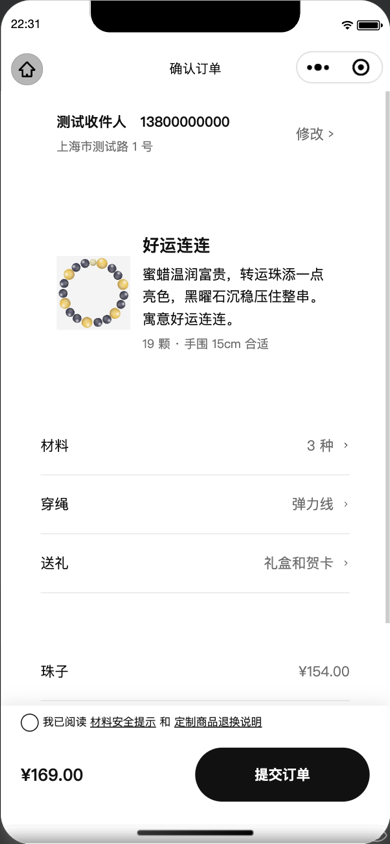 22:31
确认订单
测试收件人 13800000000
修改 >
上海市测试路 1 号
好运连连
蜜蜡温润富贵，转运珠添一点
亮色，黑曜石沉稳压住整串。
寓意好运连连。
19 颗 · 手围 15cm 合适
材料 3 种 >
穿绳 弹力线 >
送礼 礼盒和贺卡 >
珠子 ¥154.00
我已阅读 材料安全提示 和 定制商品退换说明
¥169.00 提交订单